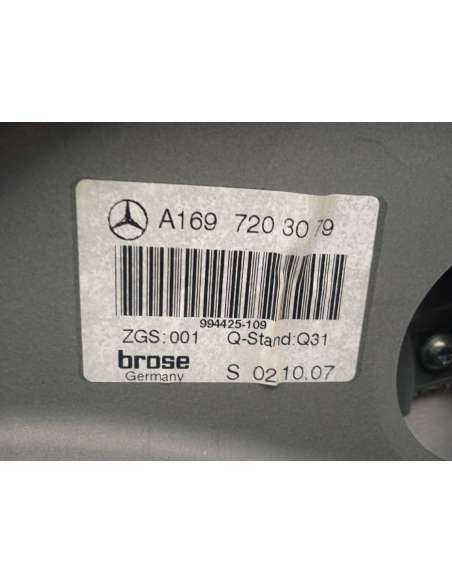 A169 720 30 79
994425-109
ZGS:001 Q-Stand:Q31
brose
Germany
S 02.10.07